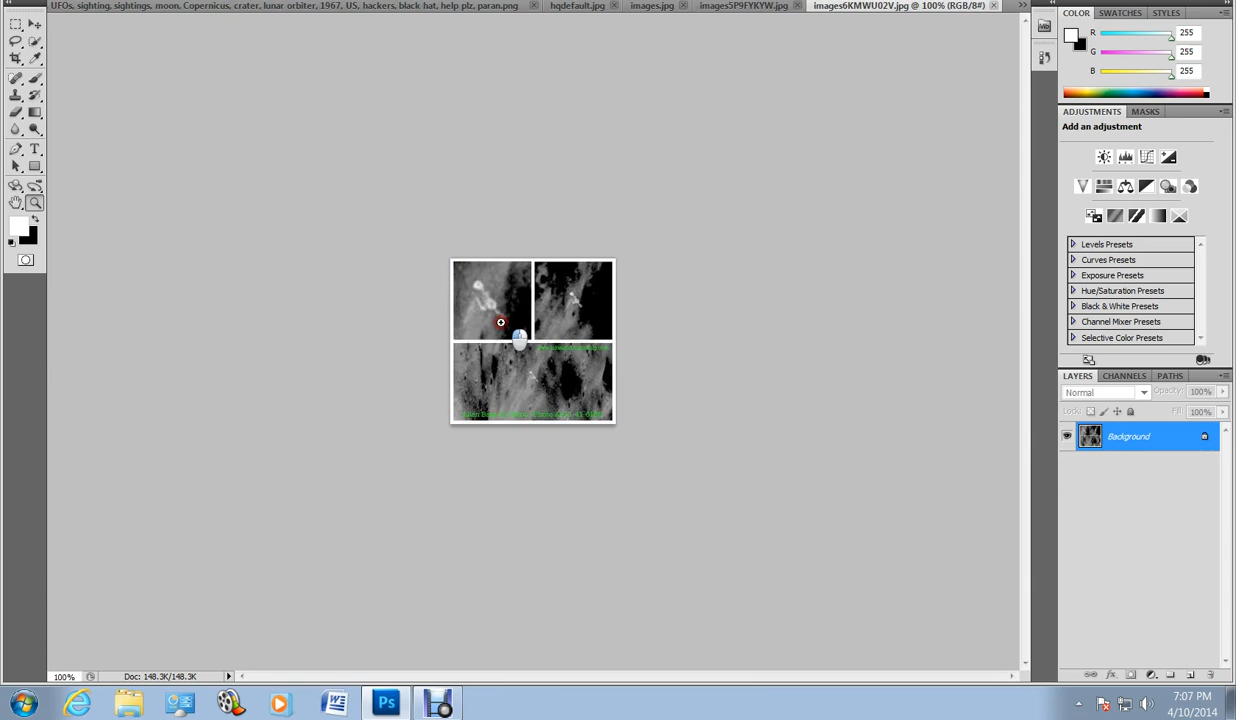 UFOs, sighting, sightings, moon, Copernicus, crater, lunar orbiter, 1967, US, hackers, black hat, help plz, paran.png
hqdefault.jpg
images.jpg
images5P9FYKYW.jpg
images6KMWU02V.jpg @ 100% (RGB/8#)
COLOR SWATCHES STYLES
R 255
G 255
B 255
ADJUSTMENTS MASKS
Add an adjustment
Levels Presets
Curves Presets
Exposure Presets
Hue/Saturation Presets
Black & White Presets
Channel Mixer Presets
Selective Color Presets
LAYERS CHANNELS PATHS
Normal Opacity: 100%
Lock: Fill: 100%
Background
100% Doc: 148.3K/148.3K
Ps
7:07 PM
4/10/2014